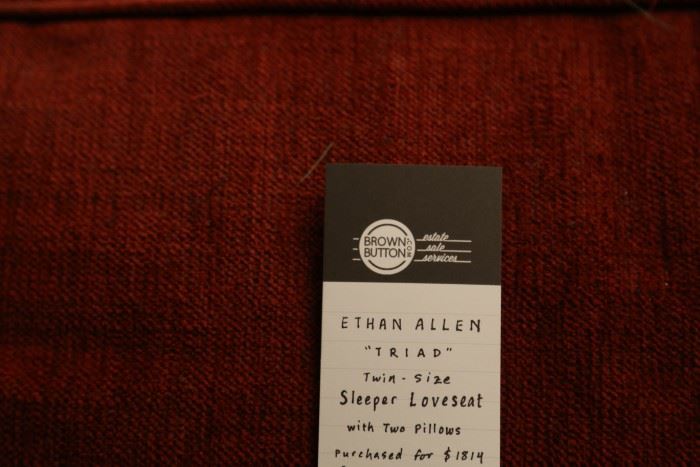 BROWN
BUTTON
.COM
estate
sale
services
ETHAN ALLEN
"TRIAD"
Twin-Size
Sleeper Loveseat
with Two Pillows
Purchased for $1814